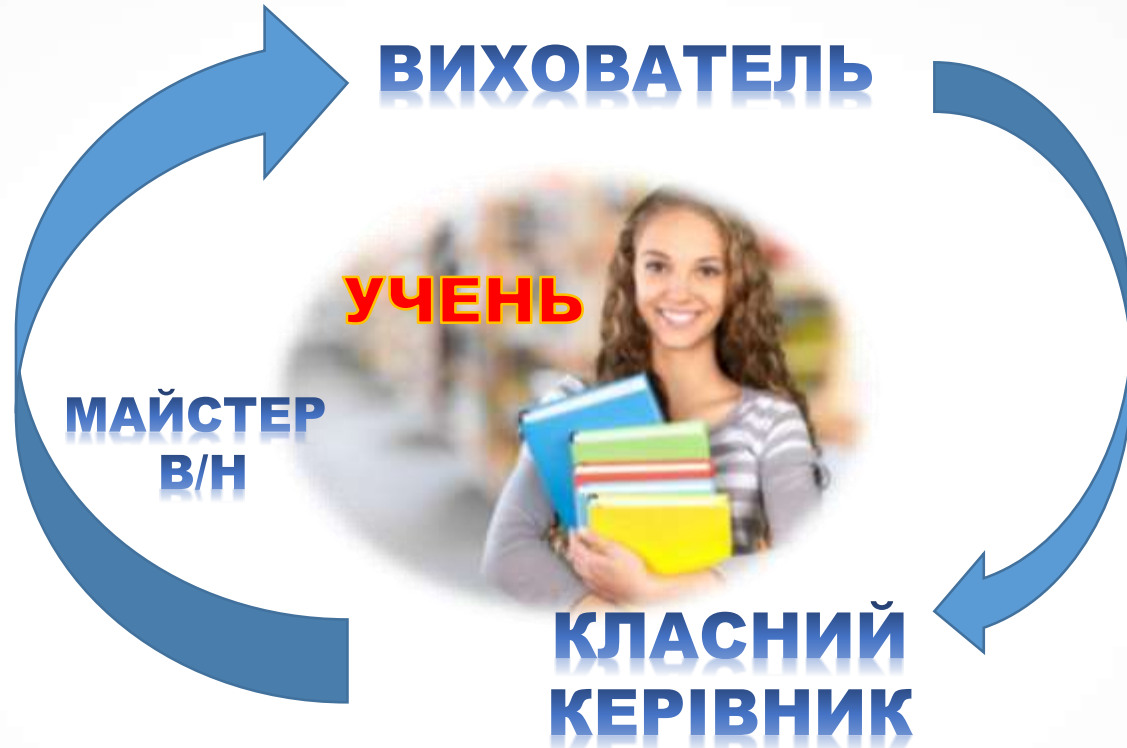 ВИХОВАТЕЛЬ
УЧЕНЬ
МАЙСТЕР
В/Н
КЛАСНИЙ
КЕРІВНИК